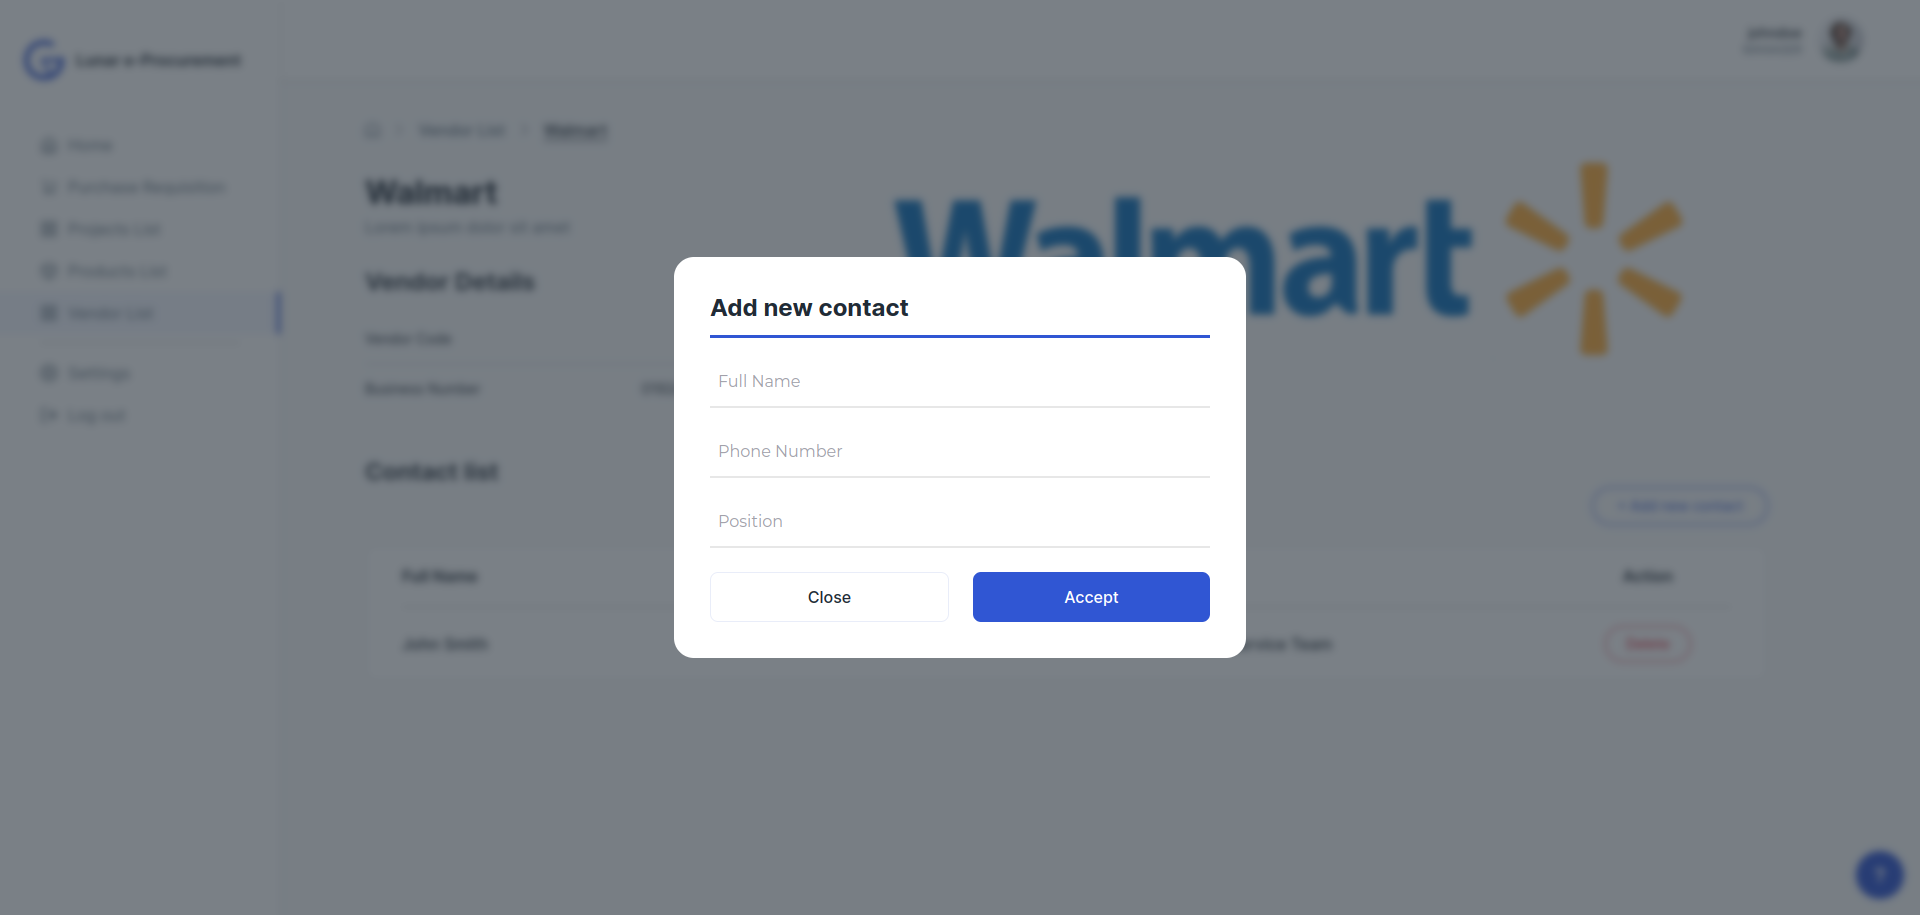 Lunar e-Procurement
johndoe
Home
Purchase Requisition
Projects List
Products List
Vendor List
Settings
Log out
Vendor List
Walmart
Walmart
Lorem ipsum dolor sit amet
Walmart
Vendor Details
Vendor Code
Business Number
Contact list
+ Add new contact
Full Name
Action
John Smith
Service Team
Delete
Add new contact
Full Name
Phone Number
Position
Close
Accept